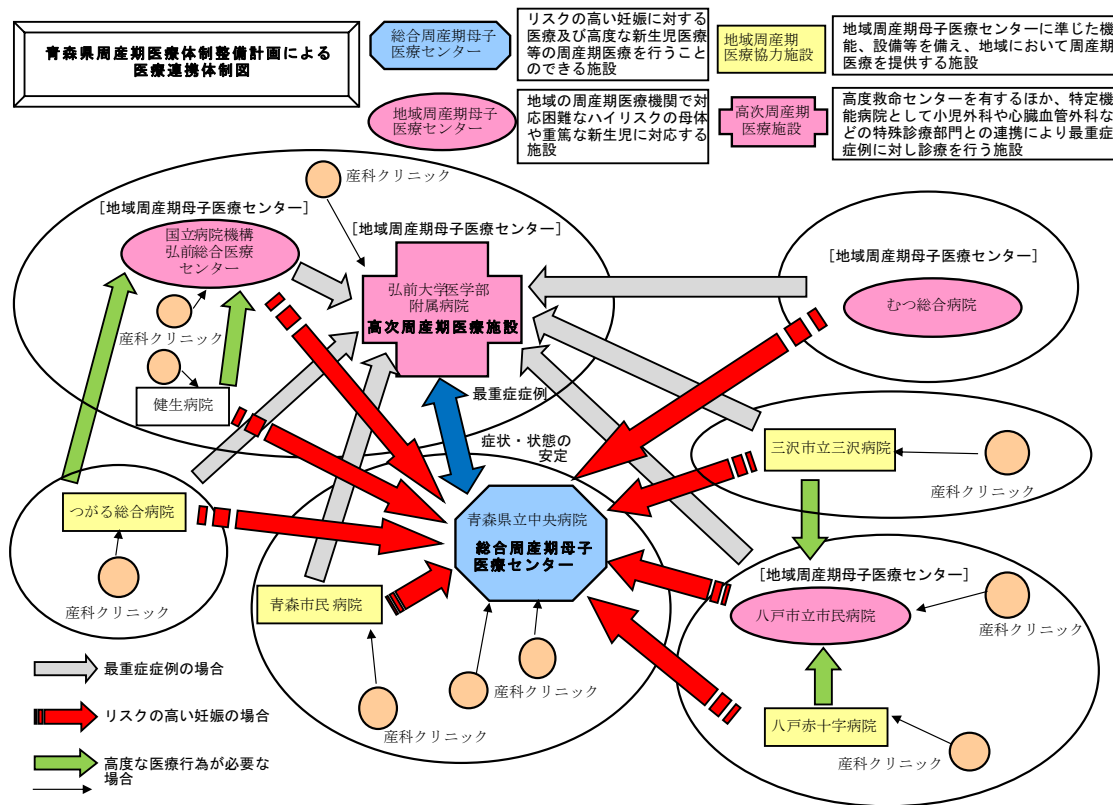 青森県周産期医療体制整備計画による
医療連携体制図
総合周産期母子
医療センター
リスクの高い妊娠に対する
医療及び高度な新生児医療
等の周産期医療を行うこと
のできる施設
地域周産期
医療協力施設
地域周産期母子医療センターに準じた機
能、設備等を備え、地域において周産期
医療を提供する施設
地域周産期母子
医療センター
地域の周産期医療機関で対
応困難なハイリスクの母体
や重篤な新生児に対応する
施設
高次周産期
医療施設
高度救命センターを有するほか、特定機
能病院として小児外科や心臓血管外科な
どの特殊診療部門との連携により最重症
症例に対し診療を行う施設
産科クリニック
[地域周産期母子医療センター]
国立病院機構
弘前総合医療
センター
[地域周産期母子医療センター]
弘前大学医学部
附属病院
高次周産期医療施設
[地域周産期母子医療センター]
むつ総合病院
産科クリニック
健生病院
最重症症例
症状・状態の
安定
三沢市立三沢病院
産科クリニック
つがる総合病院
産科クリニック
青森県立中央病院
総合周産期母子
医療センター
青森市民病院
産科クリニック
産科クリニック
[地域周産期母子医療センター]
八戸市立市民病院
産科クリニック
八戸赤十字病院
産科クリニック
最重症症例の場合
リスクの高い妊娠の場合
高度な医療行為が必要な
場合